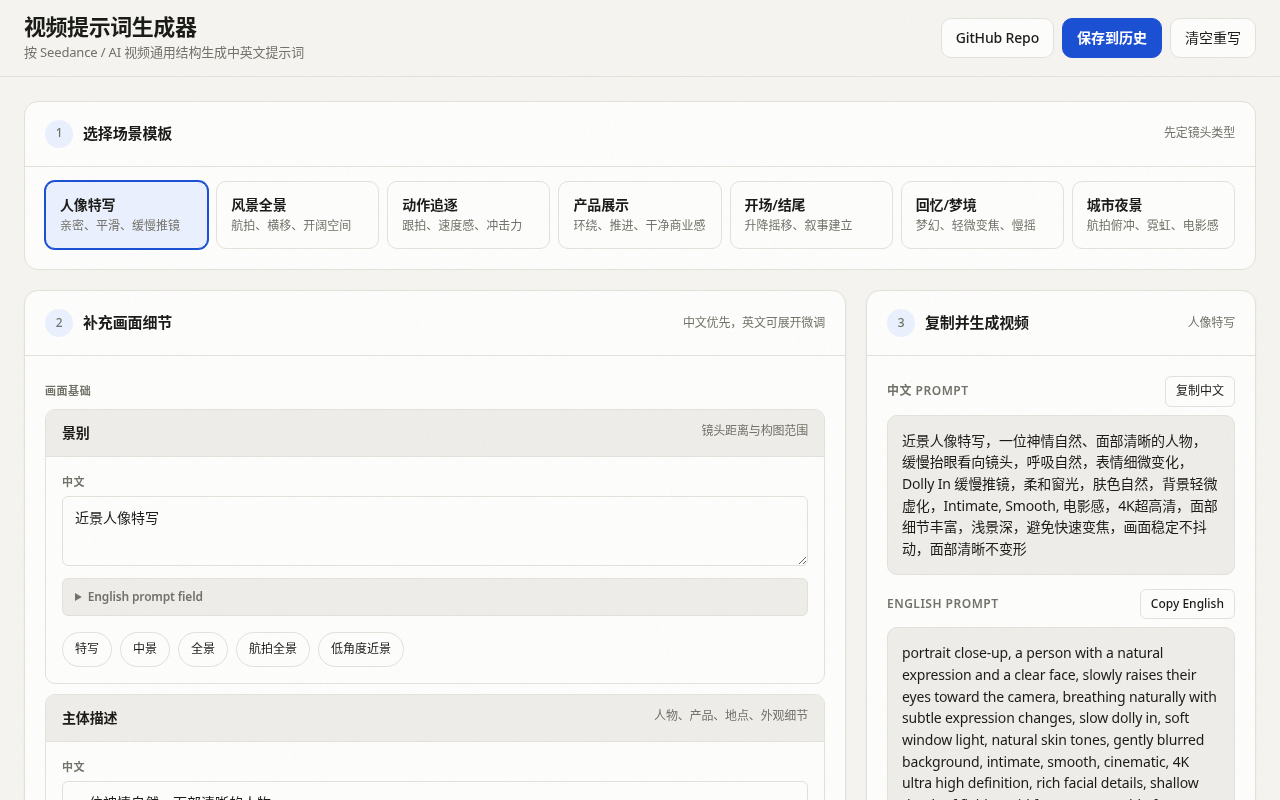 视频提示词生成器
按 Seedance / AI 视频通用结构生成中英文提示词
GitHub Repo
保存到历史
清空重写
1
选择场景模板
先定镜头类型
人像特写
亲密、平滑、缓慢推镜
风景全景
航拍、横移、开阔空间
动作追逐
跟拍、速度感、冲击力
产品展示
环绕、推进、干净商业感
开场/结尾
升降摇移、叙事建立
回忆/梦境
梦幻、轻微变焦、慢摇
城市夜景
航拍俯冲、霓虹、电影感
2
补充画面细节
中文优先，英文可展开微调
画面基础
景别
镜头距离与构图范围
中文
近景人像特写
English prompt field
特写
中景
全景
航拍全景
低角度近景
主体描述
人物、产品、地点、外观细节
中文
3
复制并生成视频
人像特写
中文 PROMPT
复制中文
近景人像特写，一位神情自然、面部清晰的人物，
缓慢抬眼看向镜头，呼吸自然，表情细微变化，
Dolly In 缓慢推镜，柔和窗光，肤色自然，背景轻微
虚化，Intimate, Smooth, 电影感，4K超高清，面部
细节丰富，浅景深，避免快速变焦，画面稳定不抖
动，面部清晰不变形
ENGLISH PROMPT
Copy English
portrait close-up, a person with a natural
expression and a clear face, slowly raises their
eyes toward the camera, breathing naturally with
subtle expression changes, slow dolly in, soft
window light, natural skin tones, gently blurred
background, intimate, smooth, cinematic, 4K
ultra high definition, rich facial details, shallow